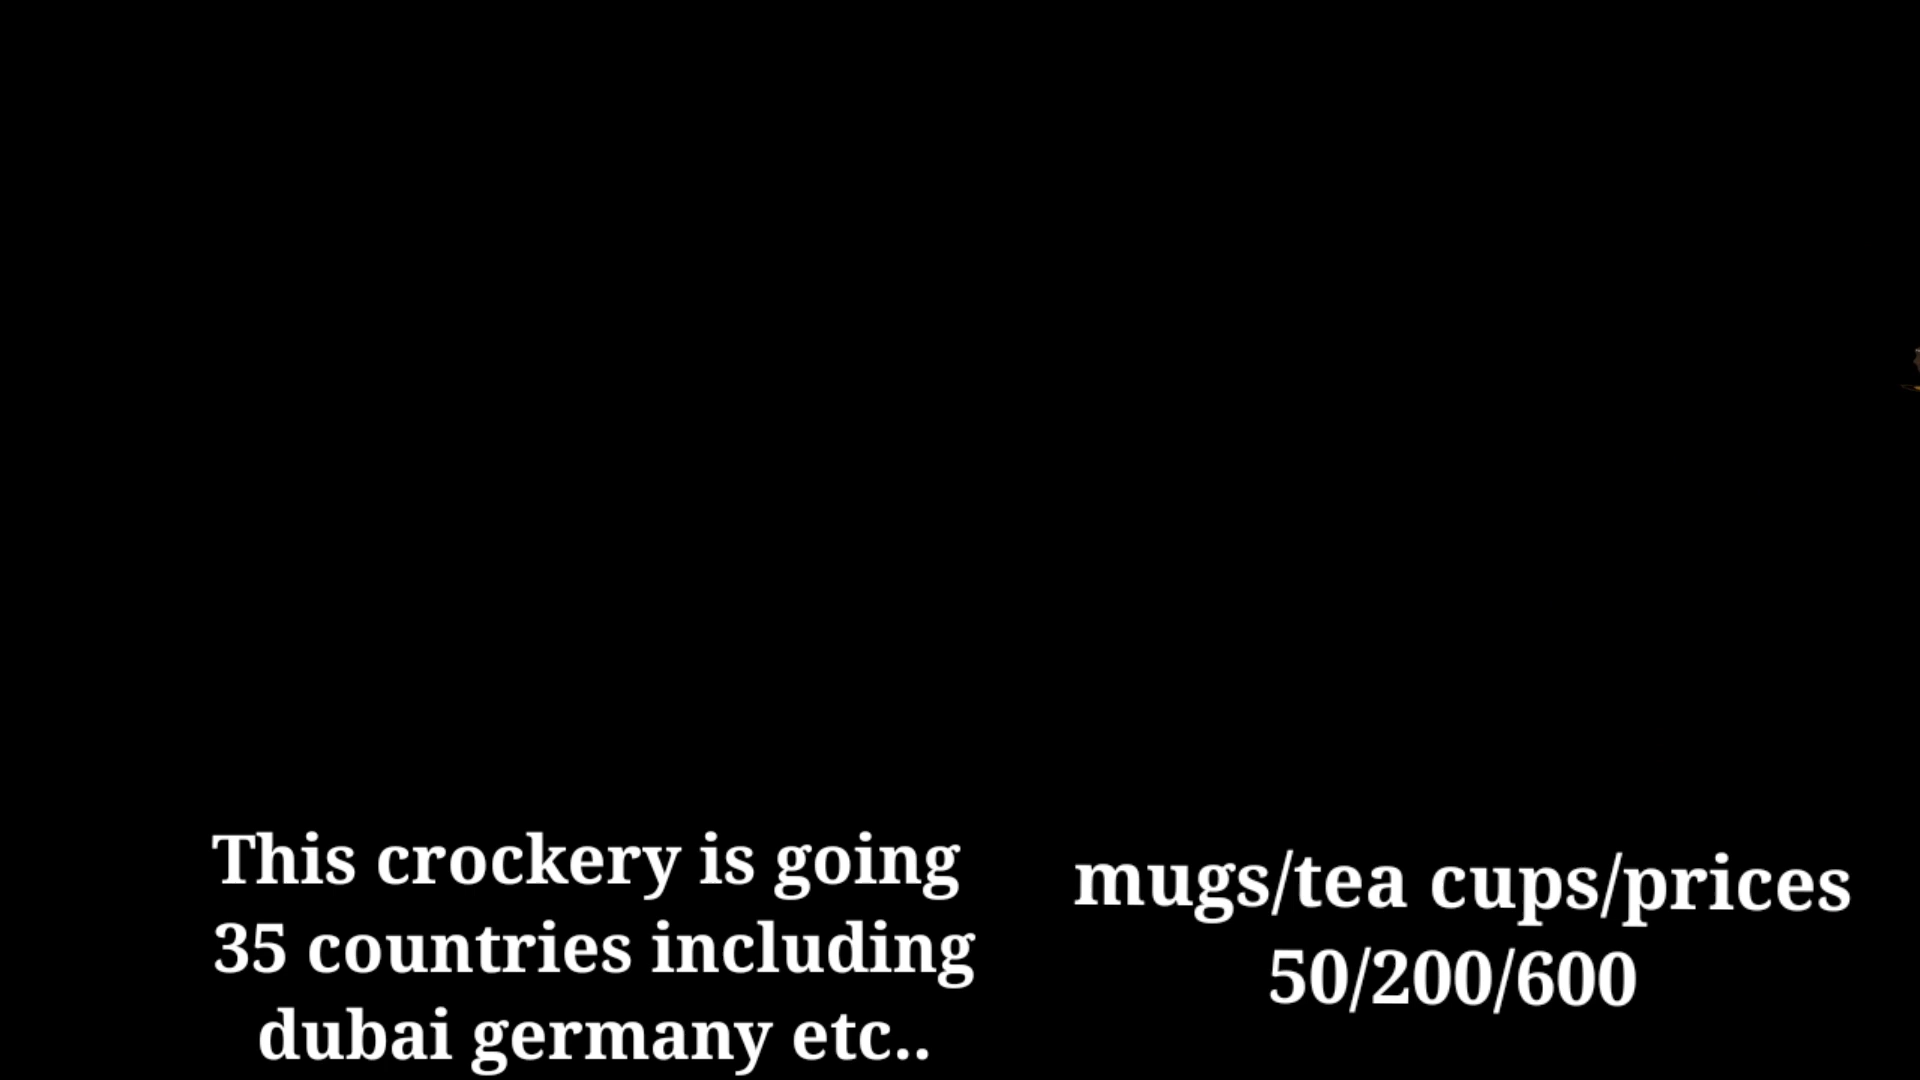 This crockery is going
35 countries including
dubai germany etc..
mugs/tea cups/prices
50/200/600